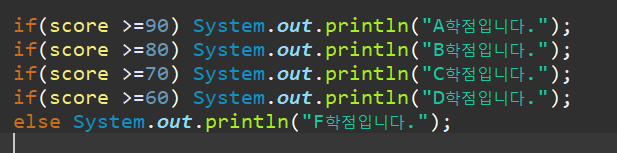 if(score >=90) System.out.println("A학점입니다.");
if(score >=80) System.out.println("B학점입니다.");
if(score >=70) System.out.println("C학점입니다.");
if(score >=60) System.out.println("D학점입니다.");
else System.out.println("F학점입니다.");